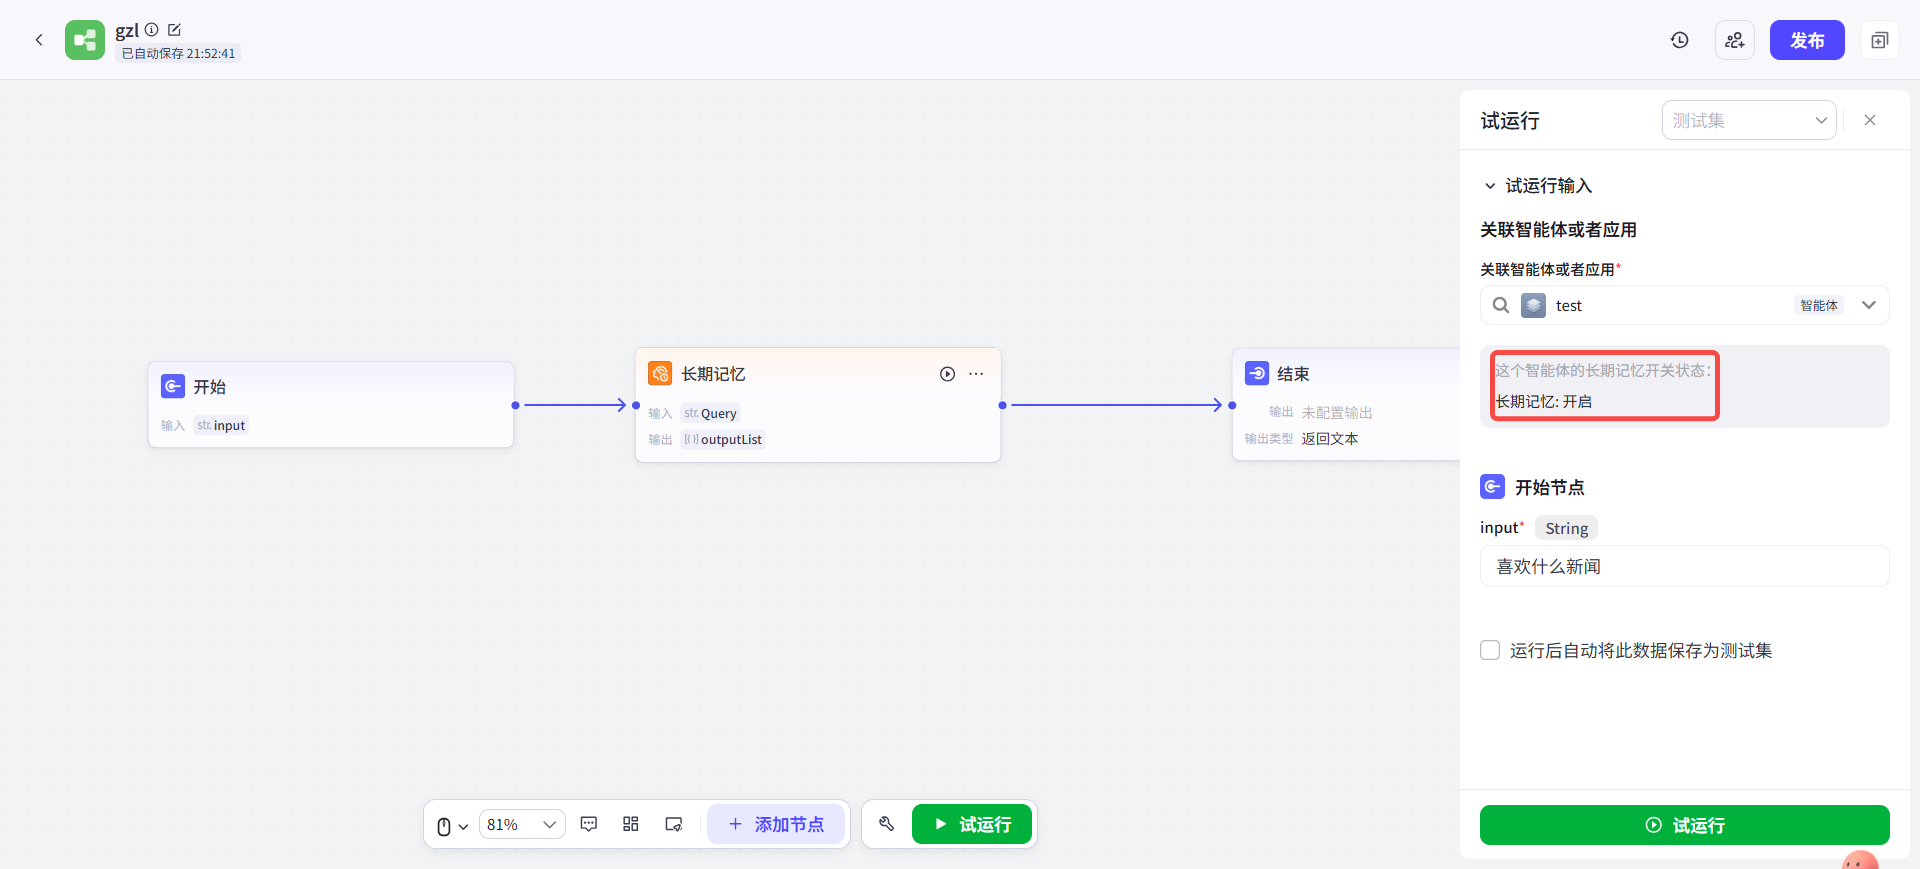 gzl
已自动保存 21:52:41
发布
试运行
测试集
试运行输入
关联智能体或者应用
关联智能体或者应用*
test
智能体
这个智能体的长期记忆开关状态:
长期记忆: 开启
开始节点
input* String
喜欢什么新闻
运行后自动将此数据保存为测试集
试运行
开始
输入 str. input
长期记忆
输入 str. Query
输出 [{}] outputList
结束
输出 未配置输出
输出类型 返回文本
81%
添加节点
试运行